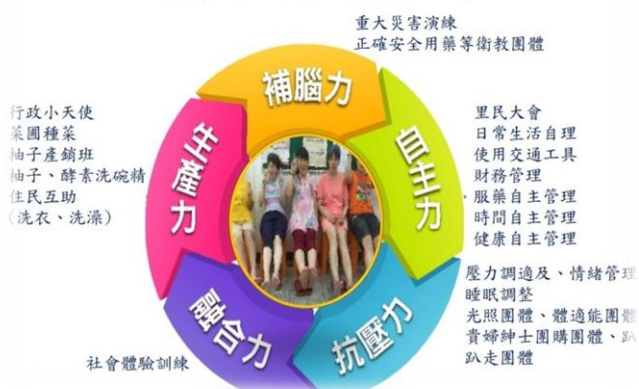 重大災害演練
正確安全用藥等衛教團體
補腦力
里民大會
日常生活自理
使用交通工具
財務管理
服藥自主管理
時間自主管理
健康自主管理
自主力
壓力調適及、情緒管理
睡眠調整
光照團體、體適能團體
貴婦紳士團購團體、趴
趴走團體
抗壓力
社會體驗訓練
融合力
行政小天使
菜圃種菜
柚子產銷班
柚子、酵素洗碗精
住民互助
(洗衣、洗澡)
生產力